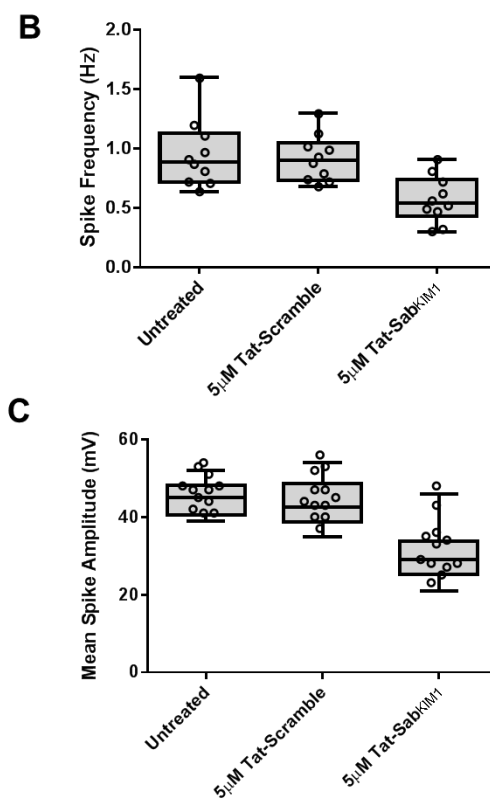 B
Spike Frequency (Hz)
2.0
1.5
1.0
0.5
0.0
Untreated
5μM Tat-Scramble
5μM Tat-SabKIM1
C
Mean Spike Amplitude (mV)
60
40
20
0
Untreated
5μM Tat-Scramble
5μM Tat-SabKIM1